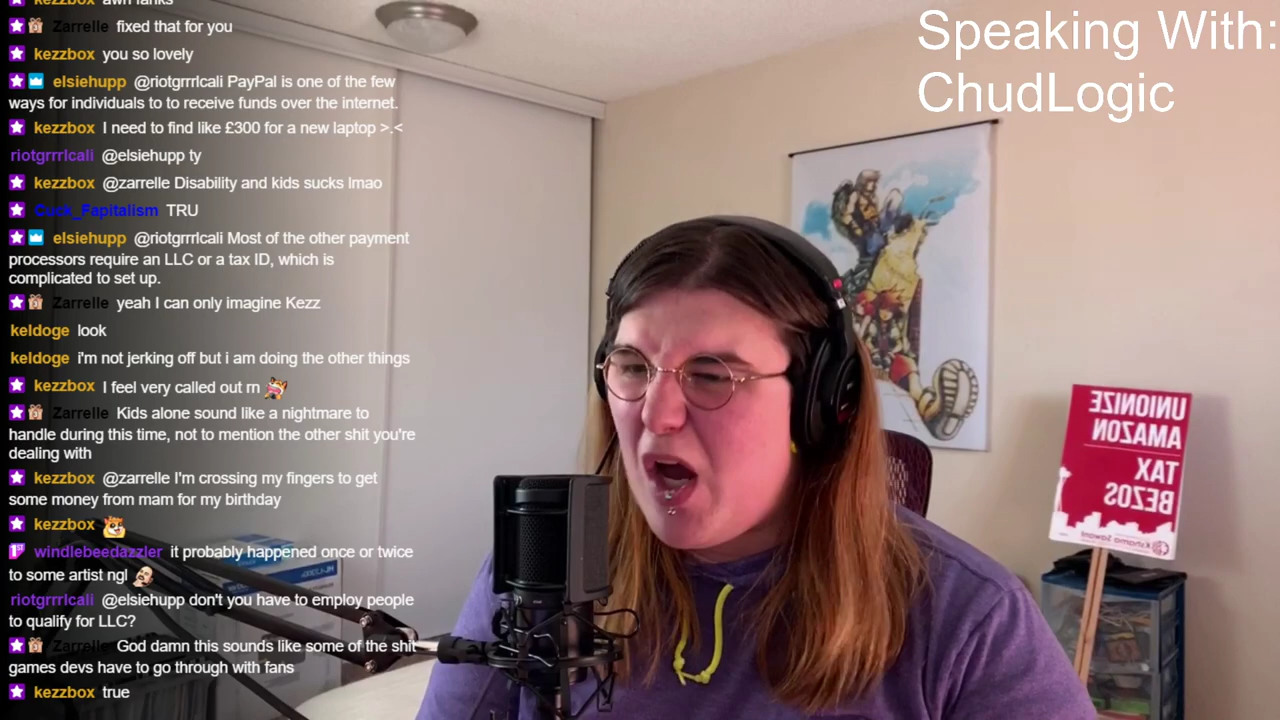 kezzbox awn fanks
Zarrelle fixed that for you
kezzbox you so lovely
elsiehupp @riotgrrrlcali PayPal is one of the few
ways for individuals to to receive funds over the internet.
kezzbox I need to find like £300 for a new laptop >.<
riotgrrrlcali @elsiehupp ty
kezzbox @zarrelle Disability and kids sucks lmao
Cuck_Fapitalism TRU
elsiehupp @riotgrrrlcali Most of the other payment
processors require an LLC or a tax ID, which is
complicated to set up.
Zarrelle yeah I can only imagine Kezz
keldoge look
keldoge i'm not jerking off but i am doing the other things
kezzbox I feel very called out rn
Zarrelle Kids alone sound like a nightmare to
handle during this time, not to mention the other shit you're
dealing with
kezzbox @zarrelle I'm crossing my fingers to get
some money from mam for my birthday
kezzbox
windlebeedazzler it probably happened once or twice
to some artist ngl
riotgrrrlcali @elsiehupp don't you have to employ people
to qualify for LLC?
Zarrelle God damn this sounds like some of the shit
games devs have to go through with fans
kezzbox true
Speaking With:
ChudLogic
UNIONIZE
AMAZON
TAX
BEZOS
Kshama Sawant